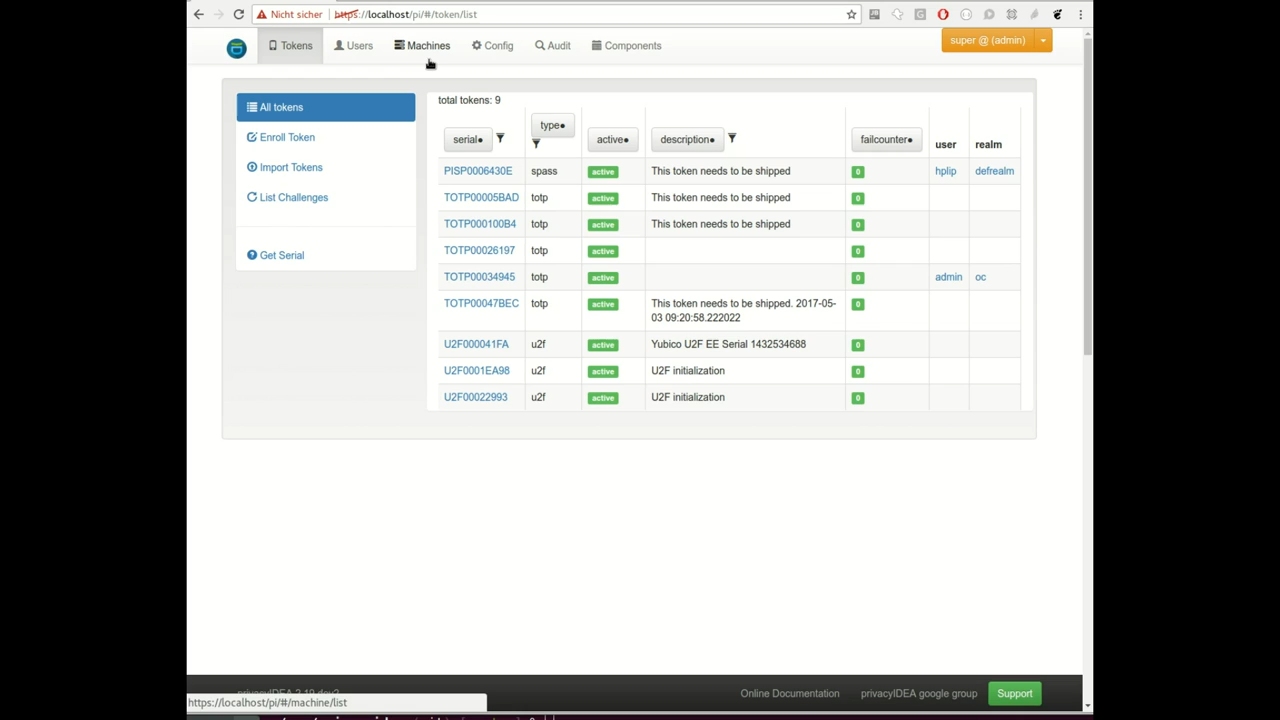 Nicht sicher https://localhost/pi/#/token/list
Tokens Users Machines Config Audit Components super @ (admin)
All tokens
Enroll Token
Import Tokens
List Challenges
Get Serial
total tokens: 9
serial● type● active● description● failcounter● user realm
PISP0006430E spass active This token needs to be shipped 0 hplip defrealm
TOTP00005BAD totp active This token needs to be shipped 0
TOTP000100B4 totp active This token needs to be shipped 0
TOTP00026197 totp active 0
TOTP00034945 totp active 0 admin oc
TOTP00047BEC totp active This token needs to be shipped. 2017-05-
03 09:20:58.222022 0
U2F000041FA u2f active Yubico U2F EE Serial 1432534688 0
U2F0001EA98 u2f active U2F initialization 0
U2F00022993 u2f active U2F initialization 0
Online Documentation privacyIDEA google group Support
https://localhost/pi/#/machine/list